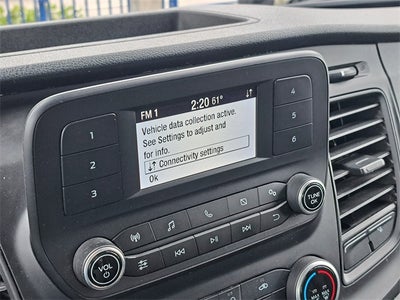 FM 1 2:20 61°
Vehicle data collection active.
See Settings to adjust and
for info.
↓↑ Connectivity settings
Ok
1
2
3
4
5
6
VOL
TUNE
OK
MAX